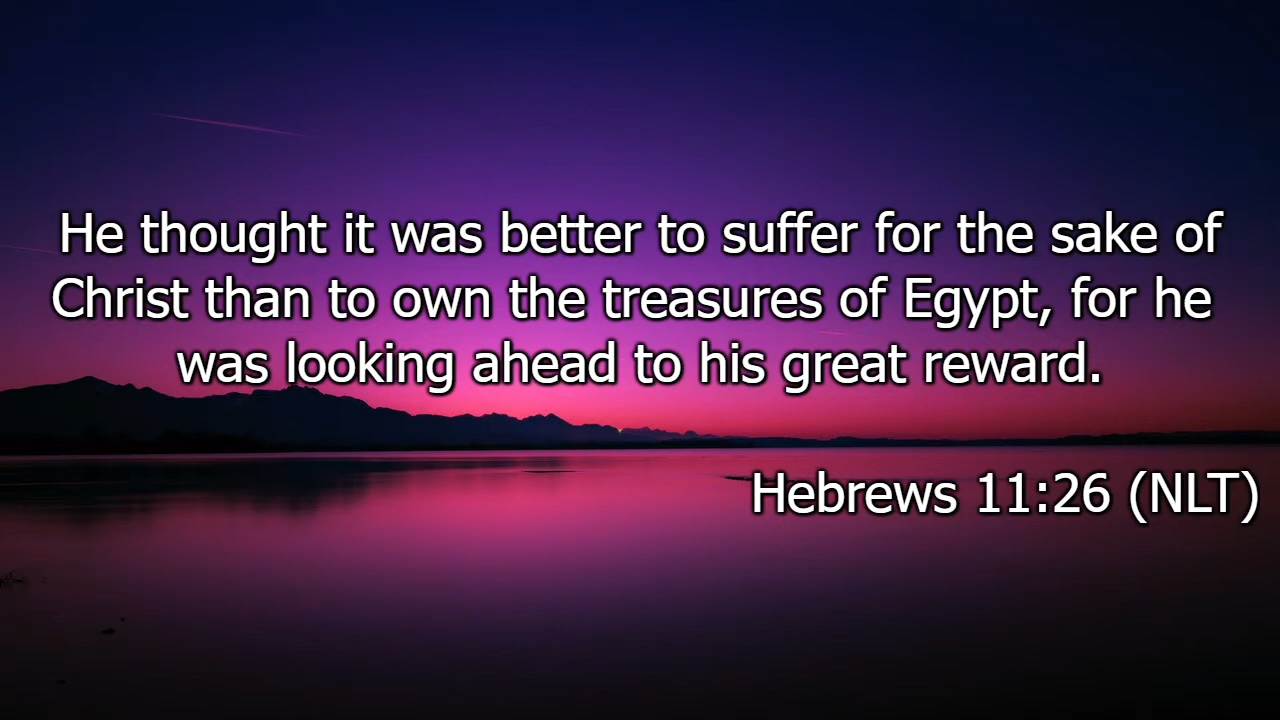 He thought it was better to suffer for the sake of
Christ than to own the treasures of Egypt, for he
was looking ahead to his great reward.
Hebrews 11:26 (NLT)